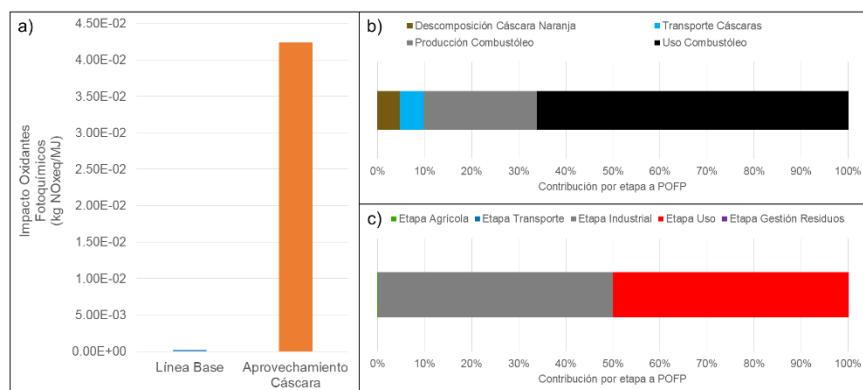 a)
Impacto Oxidantes
Fotoquímicos
(kg NOxeq/MJ)
4.50E-02
4.00E-02
3.50E-02
3.00E-02
2.50E-02
2.00E-02
1.50E-02
1.00E-02
5.00E-03
0.00E+00
Línea Base
Aprovechamiento
Cáscara
b)
Descomposición Cáscara Naranja
Transporte Cáscaras
Producción Combustóleo
Uso Combustóleo
0% 10% 20% 30% 40% 50% 60% 70% 80% 90% 100%
Contribución por etapa a POFP
c)
Etapa Agrícola Etapa Transporte Etapa Industrial Etapa Uso Etapa Gestión Residuos
0% 10% 20% 30% 40% 50% 60% 70% 80% 90% 100%
Contribución por etapa a POFP